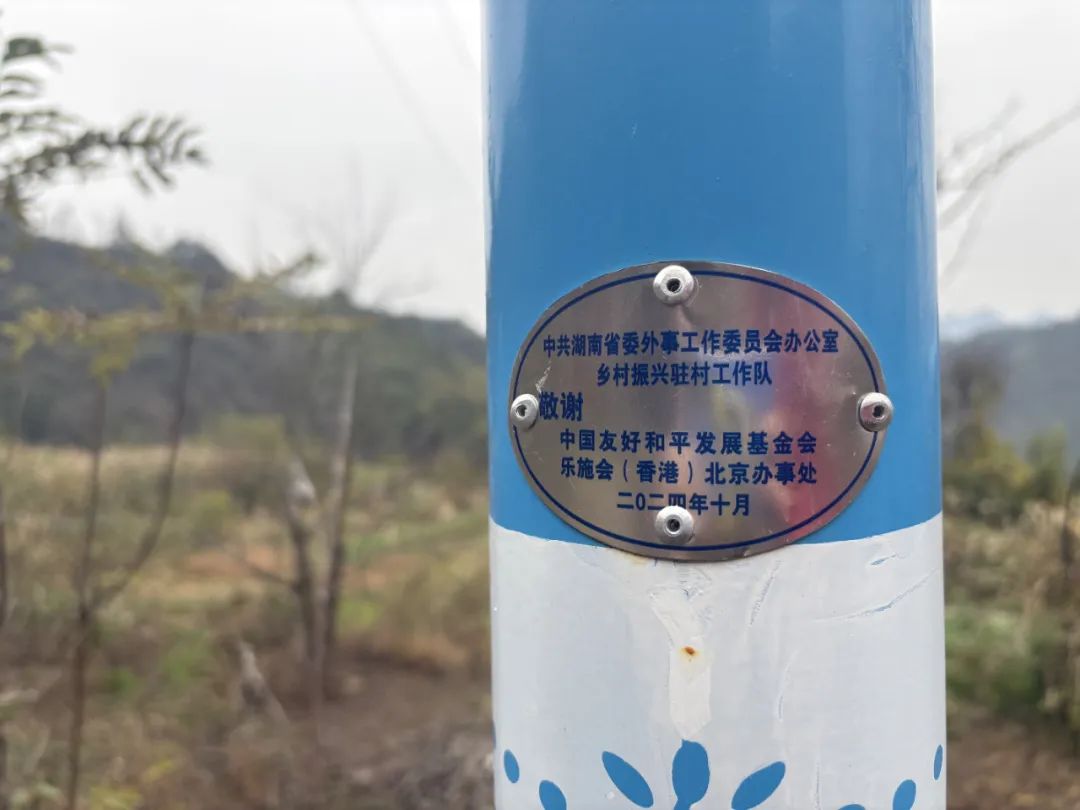 中共湖南省委外事工作委员会办公室
乡村振兴驻村工作队
敬谢
中国友好和平发展基金会
乐施会（香港）北京办事处
二〇二四年十月